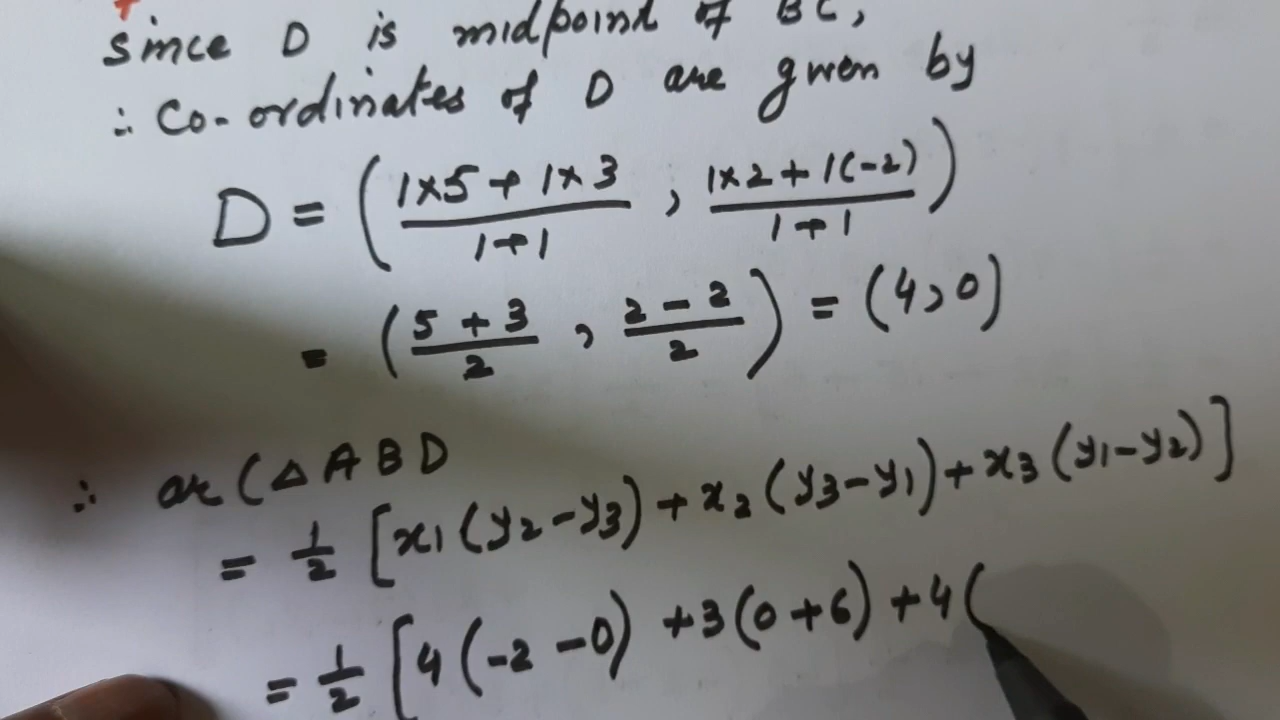 since D is midpoint of BC,
∴ Co-ordinates of D are given by
D = ( (1×5 + 1×3)/(1+1) , (1×2 + 1(-2))/(1+1) )
= ( (5 + 3)/2 , (2 - 2)/2 ) = (4, 0)
∴ ar (△ABD
= 1/2 [x₁(y₂-y₃) + x₂(y₃-y₁) + x₃(y₁-y₂)]
= 1/2 [4(-2-0) +3(0+6) +4(